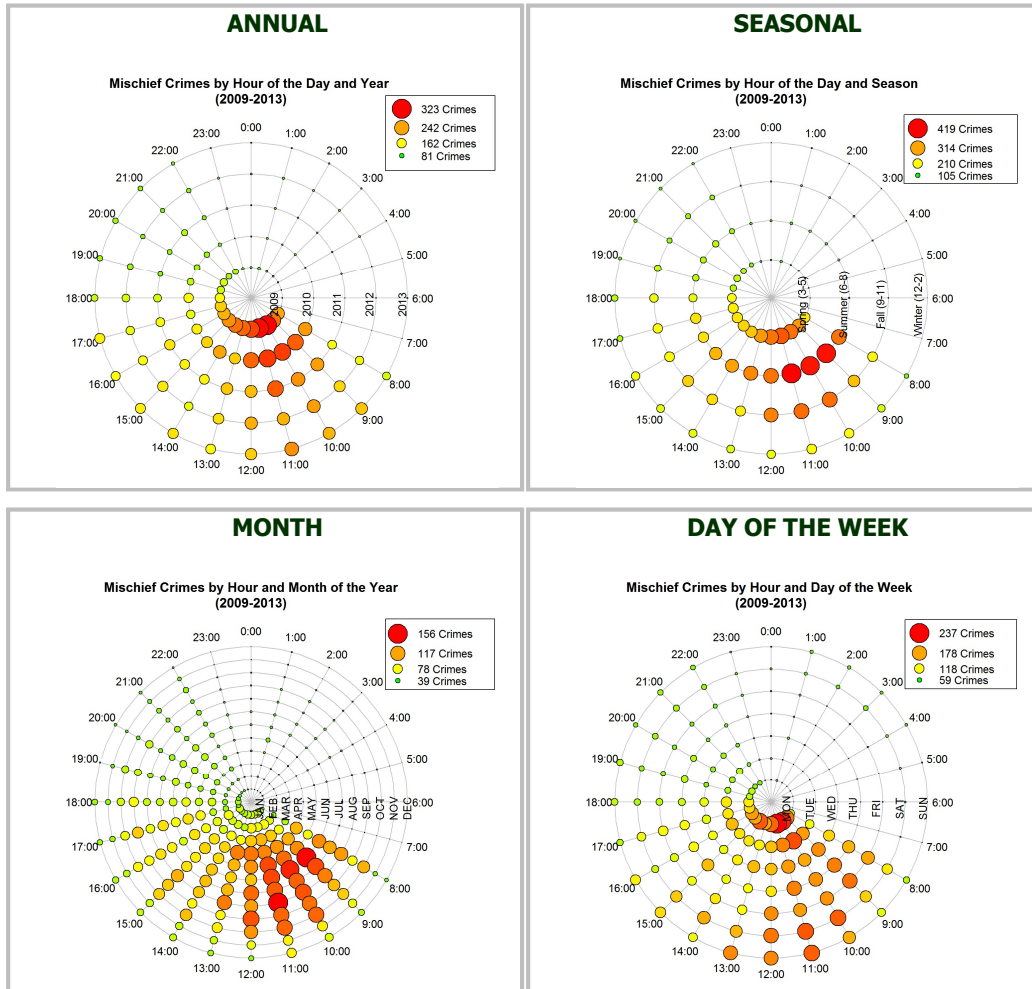 ANNUAL
Mischief Crimes by Hour of the Day and Year
(2009-2013)
323 Crimes
242 Crimes
162 Crimes
81 Crimes
0:00
1:00
2:00
3:00
4:00
5:00
6:00
7:00
8:00
9:00
10:00
11:00
12:00
13:00
14:00
15:00
16:00
17:00
18:00
19:00
20:00
21:00
22:00
23:00
2009
2010
2011
2012
2013
SEASONAL
Mischief Crimes by Hour of the Day and Season
(2009-2013)
419 Crimes
314 Crimes
210 Crimes
105 Crimes
0:00
1:00
2:00
3:00
4:00
5:00
6:00
7:00
8:00
9:00
10:00
11:00
12:00
13:00
14:00
15:00
16:00
17:00
18:00
19:00
20:00
21:00
22:00
23:00
Spring (3-5)
Summer (6-8)
Fall (9-11)
Winter (12-2)
MONTH
Mischief Crimes by Hour and Month of the Year
(2009-2013)
156 Crimes
117 Crimes
78 Crimes
39 Crimes
0:00
1:00
2:00
3:00
4:00
5:00
6:00
7:00
8:00
9:00
10:00
11:00
12:00
13:00
14:00
15:00
16:00
17:00
18:00
19:00
20:00
21:00
22:00
23:00
JAN
FEB
MAR
APR
MAY
JUN
JUL
AUG
SEP
OCT
NOV
DEC
DAY OF THE WEEK
Mischief Crimes by Hour and Day of the Week
(2009-2013)
237 Crimes
178 Crimes
118 Crimes
59 Crimes
0:00
1:00
2:00
3:00
4:00
5:00
6:00
7:00
8:00
9:00
10:00
11:00
12:00
13:00
14:00
15:00
16:00
17:00
18:00
19:00
20:00
21:00
22:00
23:00
MON
TUE
WED
THU
FRI
SAT
SUN